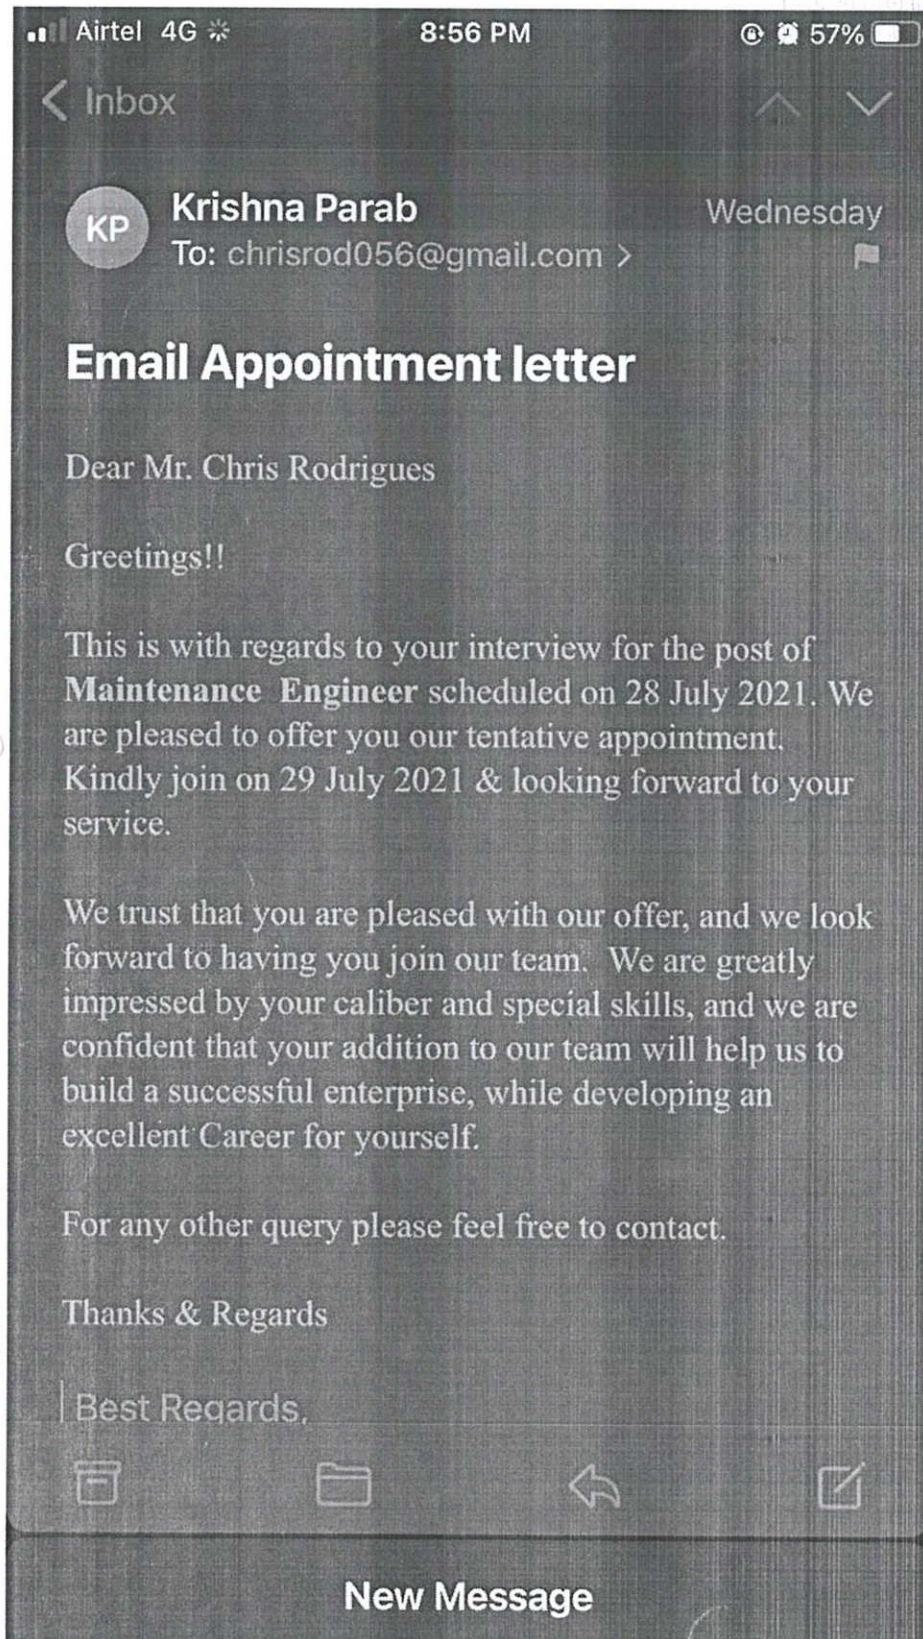 Airtel 4G 8:56 PM 57%
Inbox
KP Krishna Parab Wednesday
To: chrisrod056@gmail.com >
Email Appointment letter
Dear Mr. Chris Rodrigues
Greetings!!
This is with regards to your interview for the post of
Maintenance Engineer scheduled on 28 July 2021. We
are pleased to offer you our tentative appointment.
Kindly join on 29 July 2021 & looking forward to your
service.
We trust that you are pleased with our offer, and we look
forward to having you join our team. We are greatly
impressed by your caliber and special skills, and we are
confident that your addition to our team will help us to
build a successful enterprise, while developing an
excellent Career for yourself.
For any other query please feel free to contact.
Thanks & Regards
Best Regards,
New Message